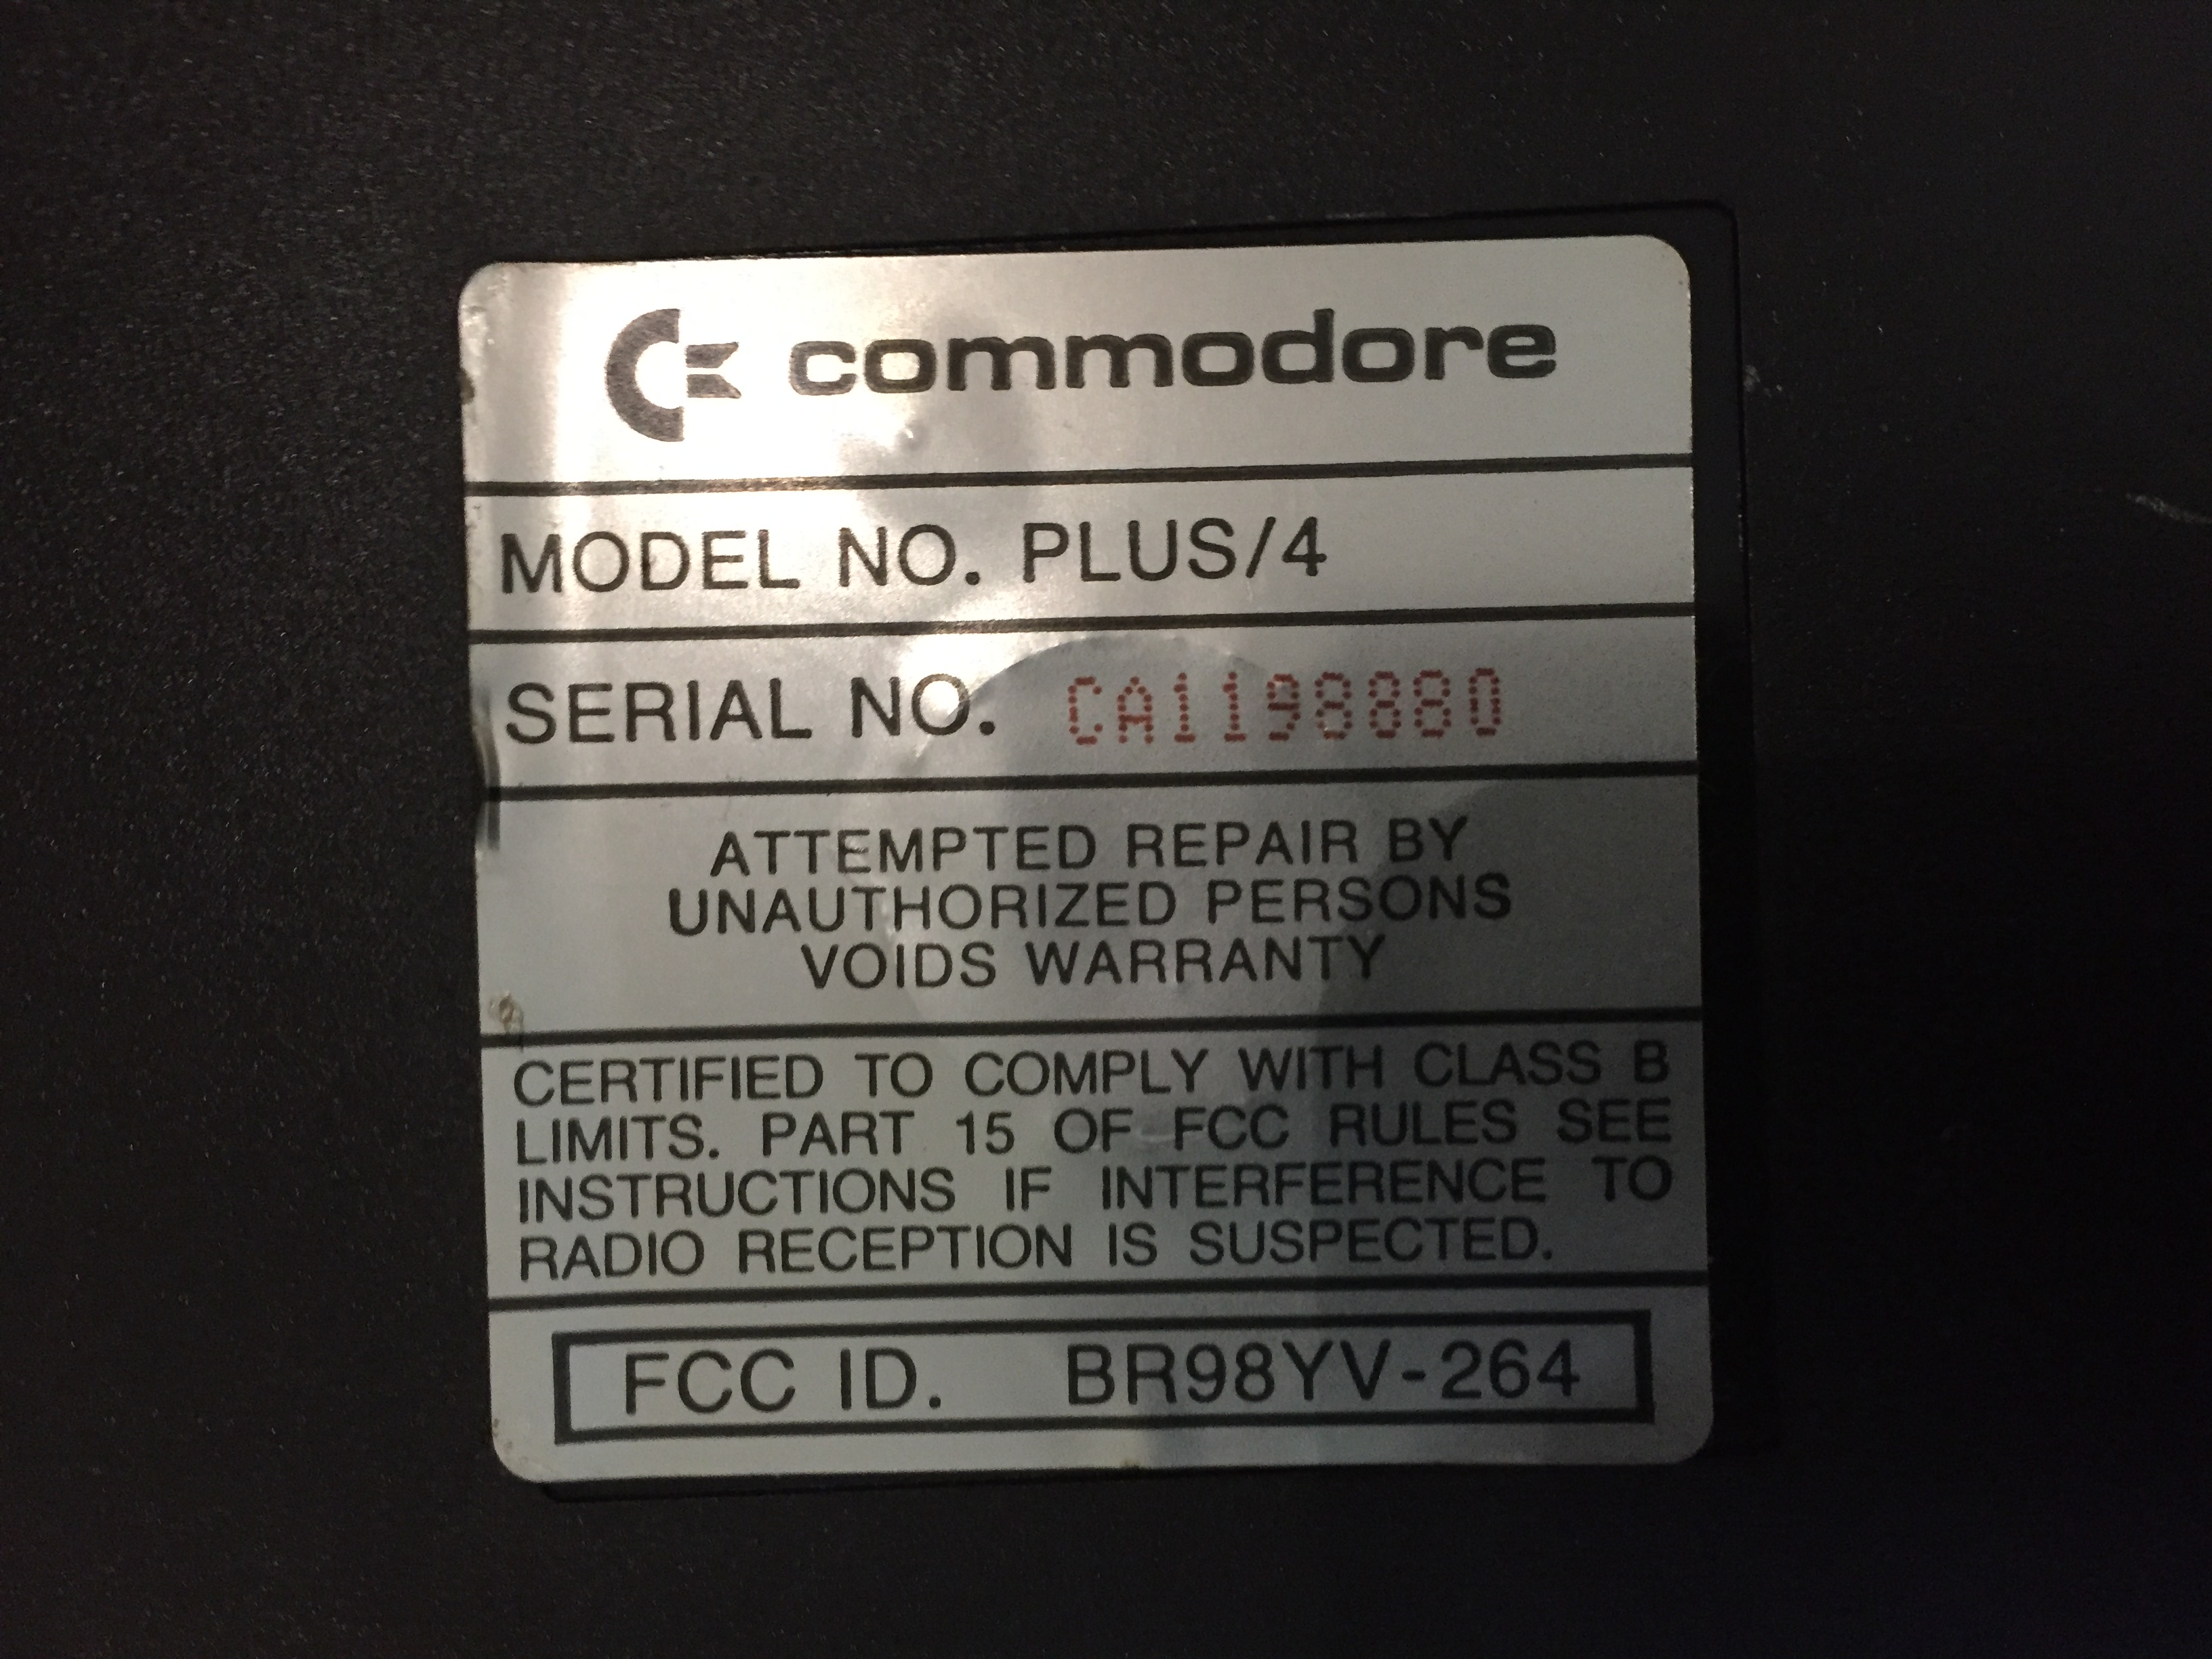 commodore
MODEL NO. PLUS/4
SERIAL NO. CA1198880
ATTEMPTED REPAIR BY
UNAUTHORIZED PERSONS
VOIDS WARRANTY
CERTIFIED TO COMPLY WITH CLASS B
LIMITS. PART 15 OF FCC RULES SEE
INSTRUCTIONS IF INTERFERENCE TO
RADIO RECEPTION IS SUSPECTED.
FCC ID. BR98YV-264